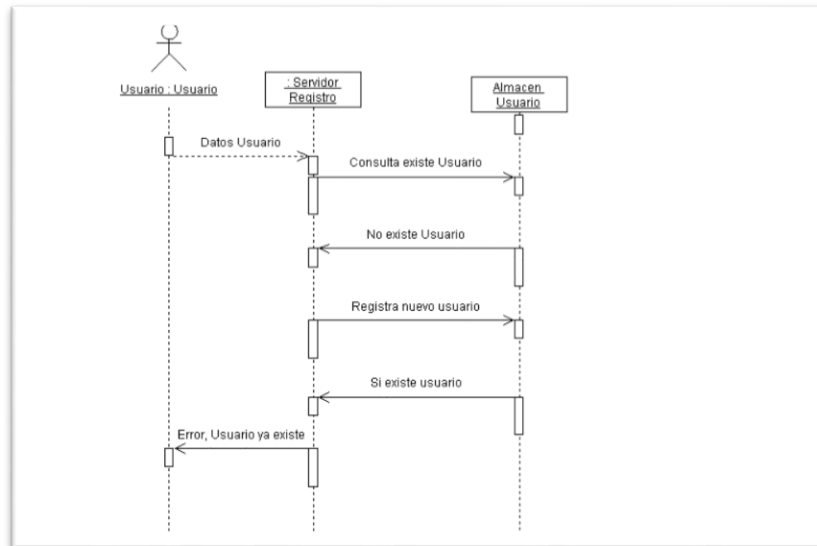 Usuario : Usuario
: Servidor
Registro
Almacen
Usuario
Datos Usuario
Consulta existe Usuario
No existe Usuario
Registra nuevo usuario
Si existe usuario
Error, Usuario ya existe